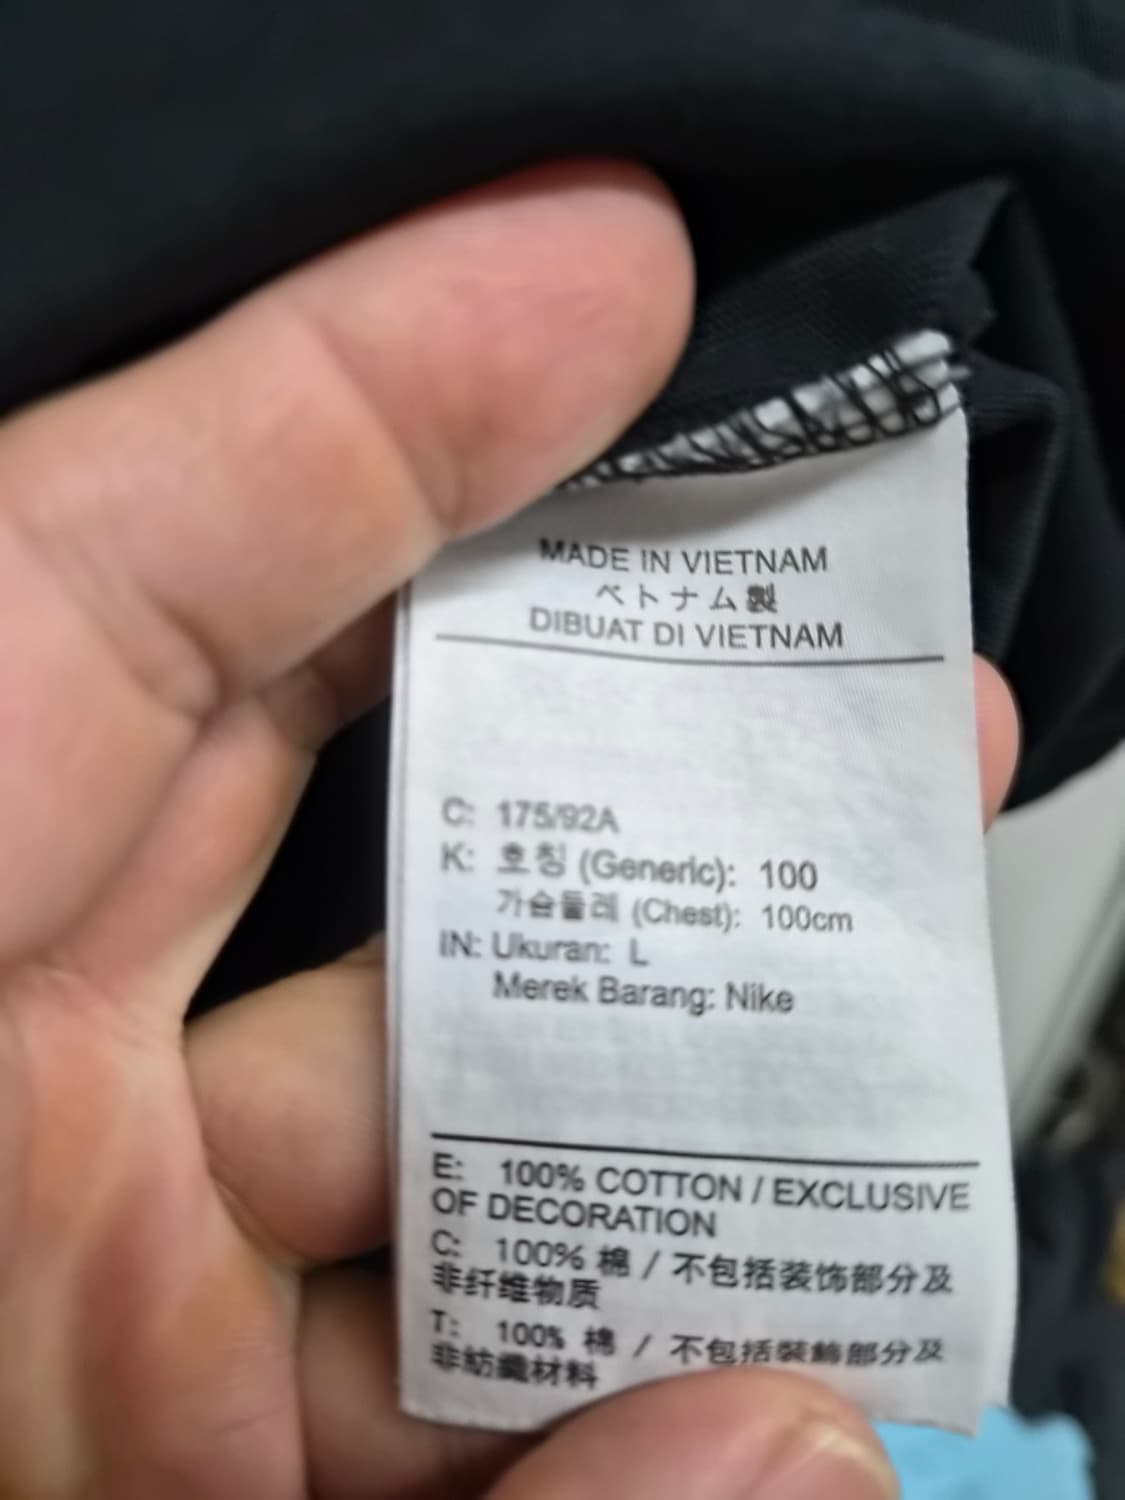 MADE IN VIETNAM
ベトナム製
DIBUAT DI VIETNAM
C: 175/92A
K: 호칭 (Generic): 100
가슴둘레 (Chest): 100cm
IN: Ukuran: L
Merek Barang: Nike
E: 100% COTTON / EXCLUSIVE
OF DECORATION
C: 100% 棉 / 不包括装饰部分及
非纤维物质
T: 100% 棉 / 不包括裝飾部分及
非紡織材料